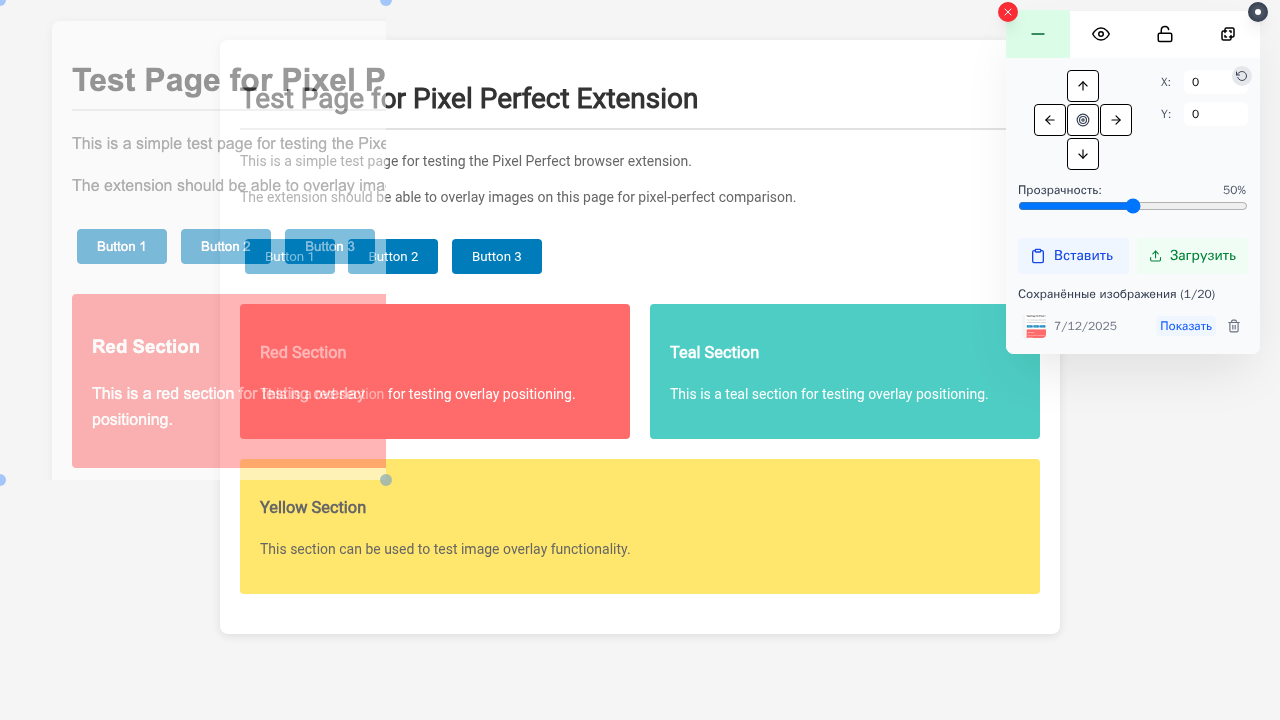 Test Page for Pixel P
This is a simple test page for testing the Pixe
The extension should be able to overlay ima
Button 1
Button 2
Button 3
Red Section
This is a red section for testing overlay
positioning.
Test Page for Pixel Perfect Extension
This is a simple test page for testing the Pixel Perfect browser extension.
The extension should be able to overlay images on this page for pixel-perfect comparison.
Button 1
Button 2
Button 3
Red Section
This is a red section for testing overlay positioning.
Teal Section
This is a teal section for testing overlay positioning.
Yellow Section
This section can be used to test image overlay functionality.
X:
0
Y:
0
Прозрачность:
50%
Вставить
Загрузить
Сохранённые изображения (1/20)
7/12/2025
Показать